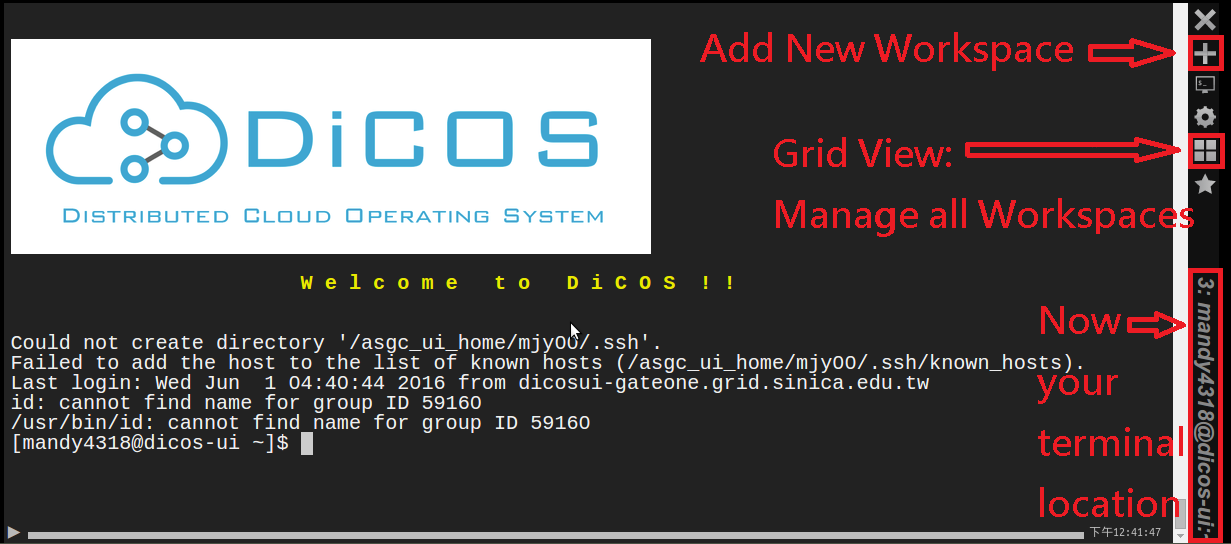 Add New Workspace
DiCOS
DISTRIBUTED CLOUD OPERATING SYSTEM
Grid View:
Manage all Workspaces
Welcome to DiCOS !!
Could not create directory '/asgc_ui_home/mjy00/.ssh'.
Failed to add the host to the list of known hosts (/asgc_ui_home/mjy00/.ssh/known_hosts).
Last login: Wed Jun  1 04:40:44 2016 from dicosui-gateone.grid.sinica.edu.tw
id: cannot find name for group ID 59160
/usr/bin/id: cannot find name for group ID 59160
[mandy4318@dicos-ui ~]$
Now
your
terminal
location
3: mandy4318@dicos-ui:
下午12:41:47